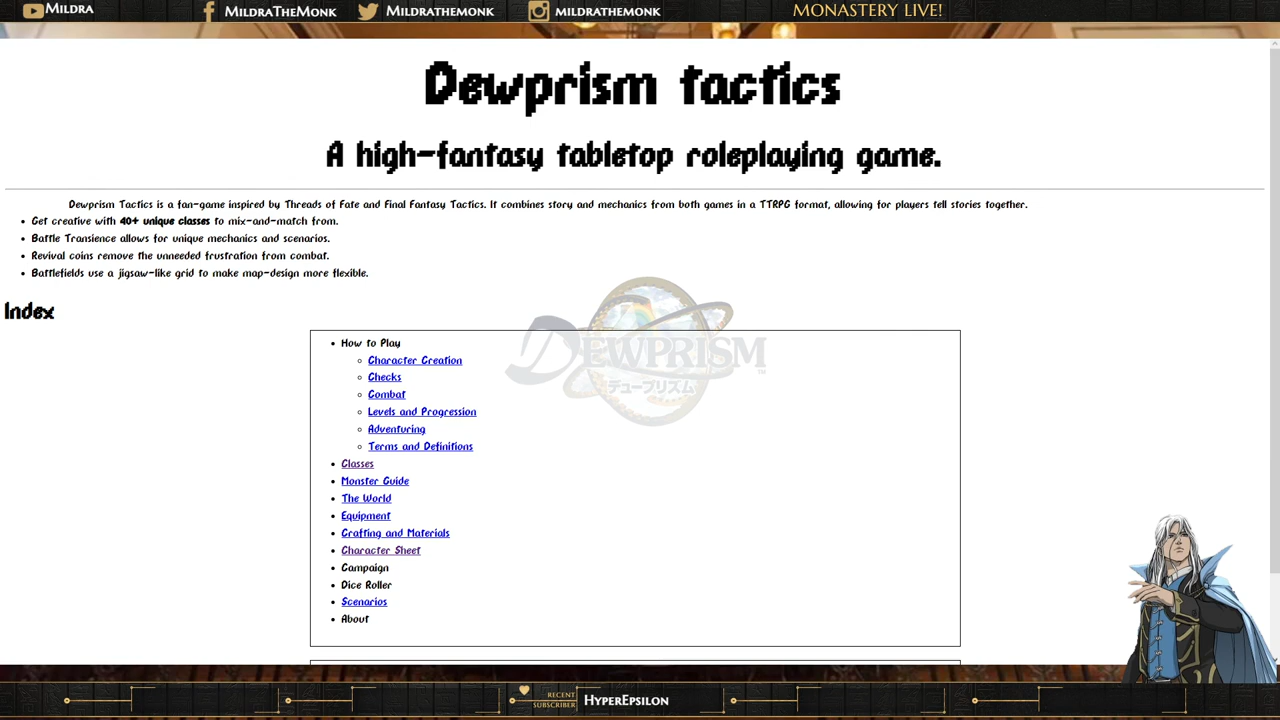 Mildra
MildraTheMonk
Mildrathemonk
mildrathemonk
MONASTERY LIVE!
Dewprism tactics
A high-fantasy tabletop roleplaying game.
Dewprism Tactics is a fan-game inspired by Threads of Fate and Final Fantasy Tactics. It combines story and mechanics from both games in a TTRPG format, allowing for players tell stories together.
• Get creative with 40+ unique classes to mix-and-match from.
• Battle Transience allows for unique mechanics and scenarios.
• Revival coins remove the unneeded frustration from combat.
• Battlefields use a jigsaw-like grid to make map-design more flexible.
Index
DEWPRISM™
デュープリズム
• How to Play
◦ Character Creation
◦ Checks
◦ Combat
◦ Levels and Progression
◦ Adventuring
◦ Terms and Definitions
• Classes
• Monster Guide
• The World
• Equipment
• Crafting and Materials
• Character Sheet
• Campaign
• Dice Roller
• Scenarios
• About
RECENT
SUBSCRIBER
HyperEpsilon